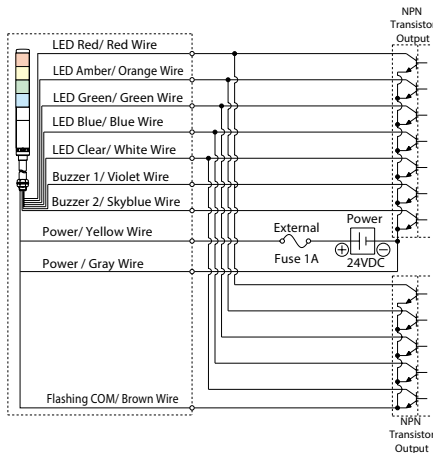 NPN
Transistor
Output
LED Red/ Red Wire
LED Amber/ Orange Wire
LED Green/ Green Wire
LED Blue/ Blue Wire
LED Clear/ White Wire
Buzzer 1/ Violet Wire
Buzzer 2/ Skyblue Wire
Power/ Yellow Wire
External
Fuse 1A
Power
24VDC
Power / Gray Wire
Flashing COM/ Brown Wire
NPN
Transistor
Output